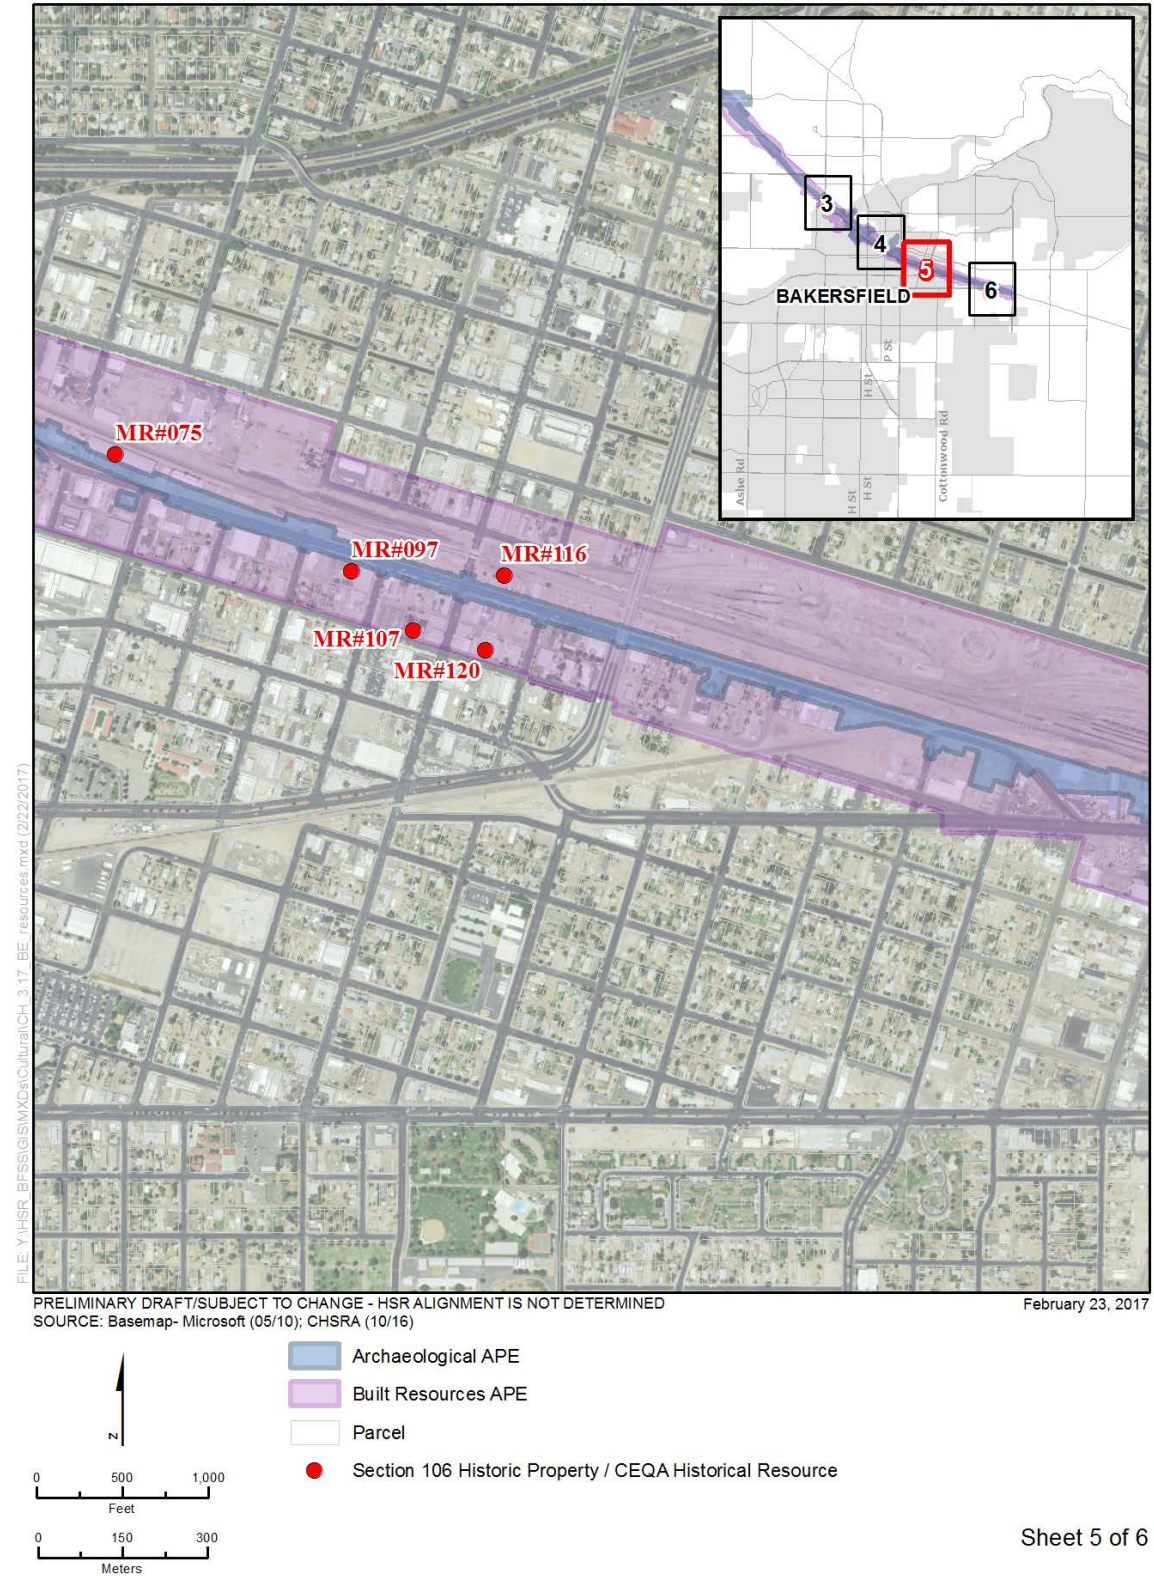 3
4
5
6
BAKERSFIELD
P St
H St
H St
H St
Ashe Rd
Cottonwood Rd
MR#075
MR#097
MR#116
MR#107
MR#120
FILE: Y:\HSR_BFSS\GIS\MXDs\Cultural\CH_3.17_BE_resources.mxd (2/22/2017)
PRELIMINARY DRAFT/SUBJECT TO CHANGE - HSR ALIGNMENT IS NOT DETERMINED
February 23, 2017
SOURCE: Basemap- Microsoft (05/10); CHSRA (10/16)
Archaeological APE
Built Resources APE
Parcel
Section 106 Historic Property / CEQA Historical Resource
N
0 500 1,000
Feet
0 150 300
Meters
Sheet 5 of 6